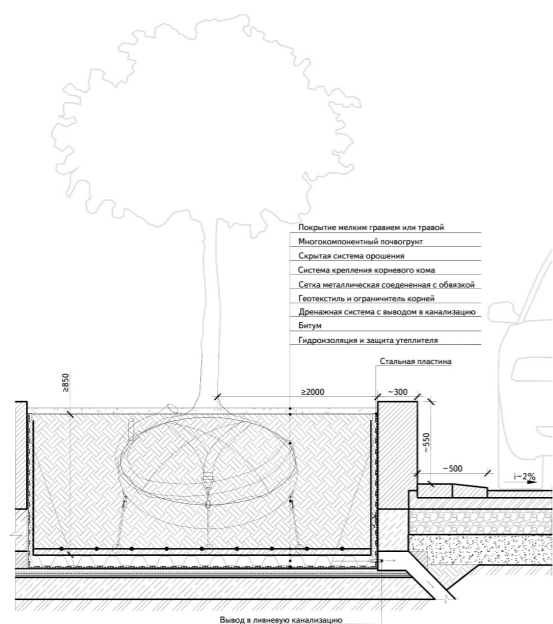 Покрытие мелким гравием или травой
Многокомпонентный почвогрунт
Скрытая система орошения
Система крепления корневого кома
Сетка металлическая соедененная с обвязкой
Геотекстиль и ограничитель корней
Дренажная система с выводом в канализацию
Битум
Гидроизоляция и защита утеплителя
Стальная пластина
≥850
≥2000
~300
~550
~500
i~2%
Вывод в ливневую канализацию